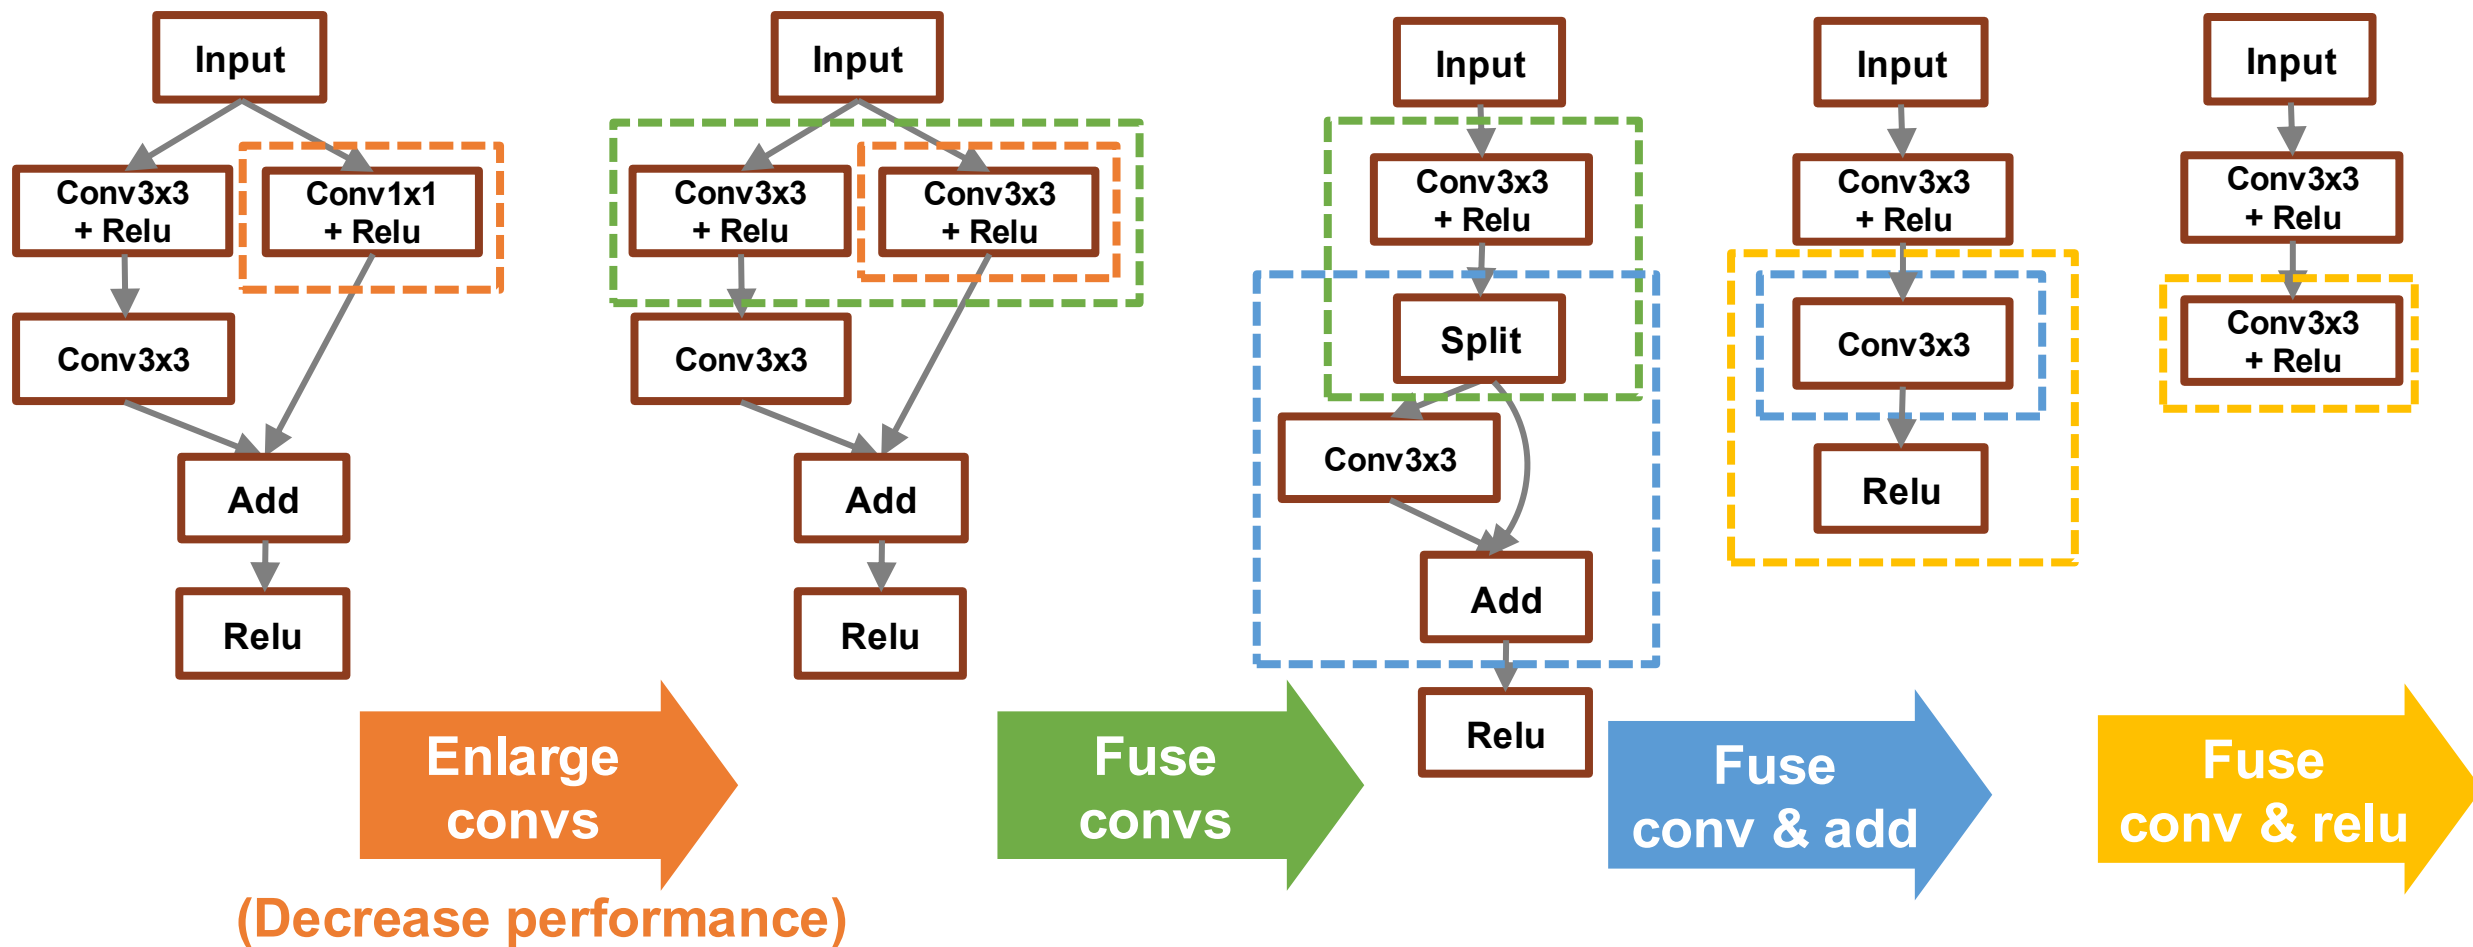 Input
Conv3x3
+ Relu
Conv1x1
+ Relu
Conv3x3
Add
Relu
Input
Conv3x3
+ Relu
Conv3x3
+ Relu
Conv3x3
Add
Relu
Input
Conv3x3
+ Relu
Split
Conv3x3
Add
Relu
Input
Conv3x3
+ Relu
Conv3x3
Relu
Input
Conv3x3
+ Relu
Conv3x3
+ Relu
Enlarge
convs
(Decrease performance)
Fuse
convs
Fuse
conv & add
Fuse
conv & relu